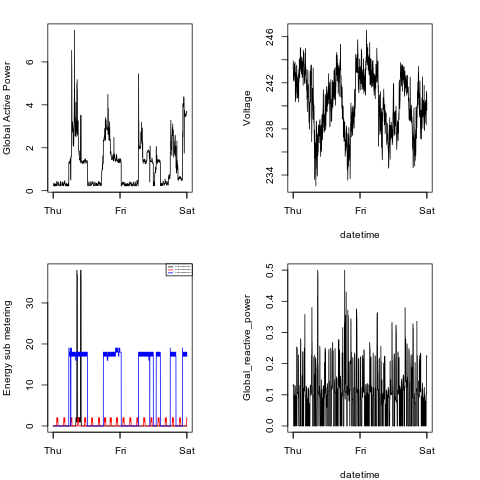 Global Active Power
0 2 4 6
Thu Fri Sat
Voltage
234 238 242 246
Thu Fri Sat
datetime
Energy sub metering
0 10 20 30
Thu Fri Sat
Global_reactive_power
0.0 0.1 0.2 0.3 0.4 0.5
Thu Fri Sat
datetime